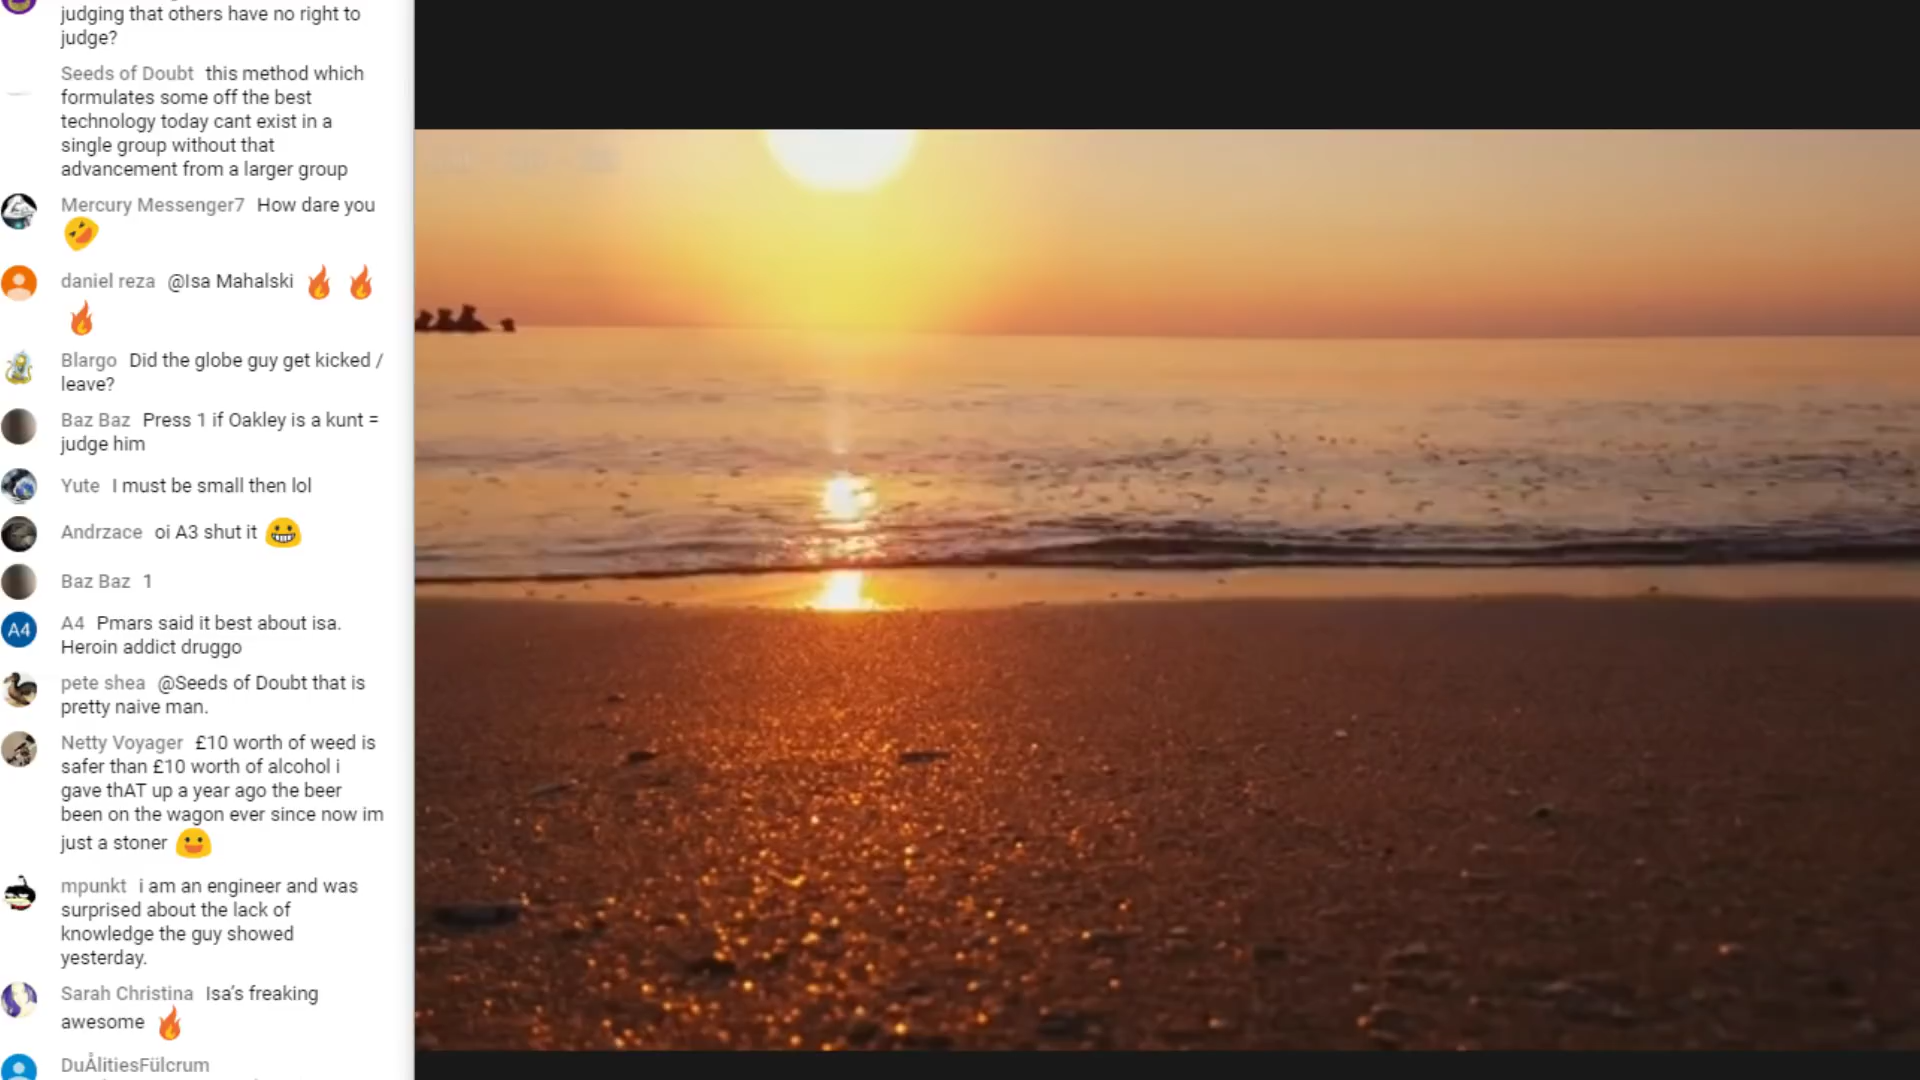 judging that others have no right to
judge?
Seeds of Doubt this method which
formulates some off the best
technology today cant exist in a
single group without that
advancement from a larger group
Mercury Messenger7 How dare you
daniel reza @Isa Mahalski
Blargo Did the globe guy get kicked /
leave?
Baz Baz Press 1 if Oakley is a kunt =
judge him
Yute I must be small then lol
Andrzace oi A3 shut it
Baz Baz 1
A4 A4 Pmars said it best about isa.
Heroin addict druggo
pete shea @Seeds of Doubt that is
pretty naive man.
Netty Voyager £10 worth of weed is
safer than £10 worth of alcohol i
gave thAT up a year ago the beer
been on the wagon ever since now im
just a stoner
mpunkt i am an engineer and was
surprised about the lack of
knowledge the guy showed
yesterday.
Sarah Christina Isa's freaking
awesome
DuÅlitiesFülcrum